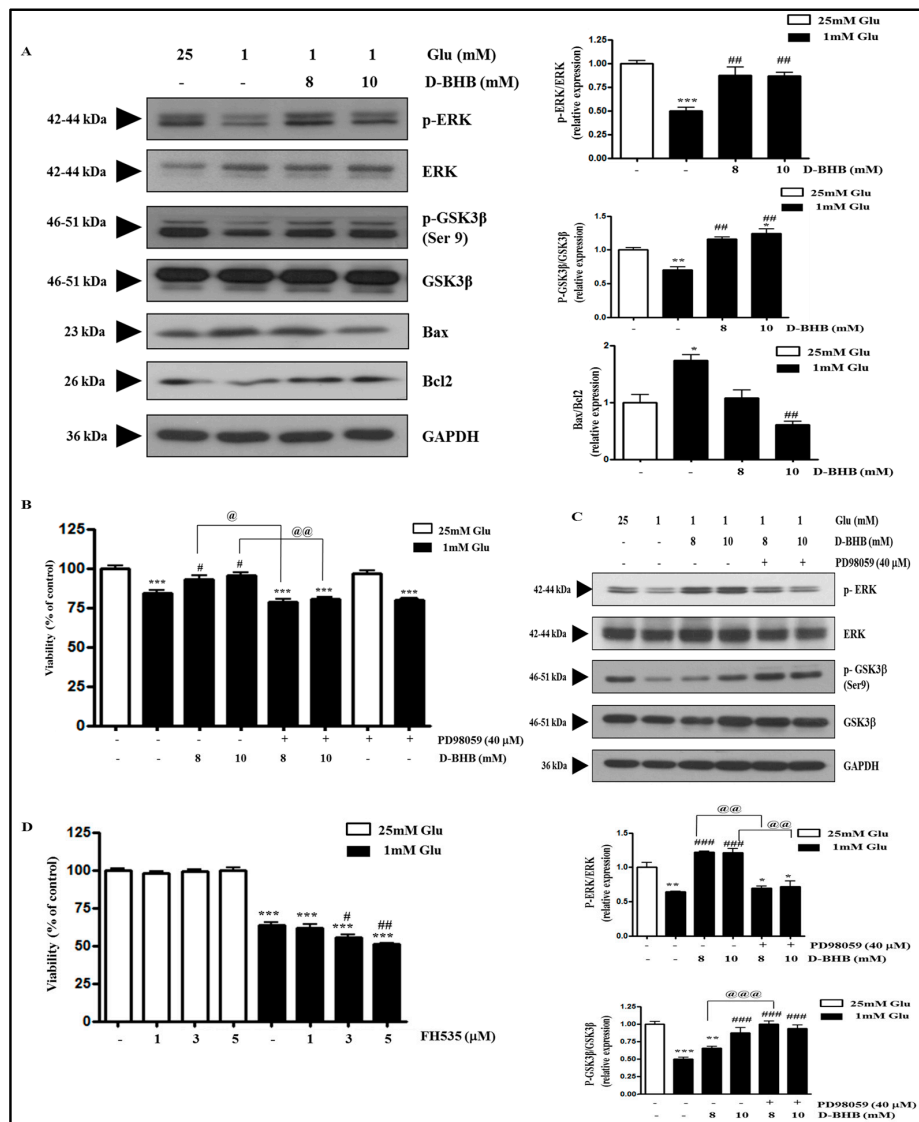 A
25 1 1 1 Glu (mM)
- - 8 10 D-BHB (mM)
42-44 kDa p-ERK
42-44 kDa ERK
46-51 kDa p-GSK3β
(Ser 9)
46-51 kDa GSK3β
23 kDa Bax
26 kDa Bcl2
36 kDa GAPDH
25mM Glu
1mM Glu
p-ERK/ERK
(relative expression)
1.25
1.00
0.75
0.50
0.25
0.00
*** ## ##
- - 8 10 D-BHB (mM)
25mM Glu
1mM Glu
P-GSK3β/GSK3β
(relative expression)
1.5
1.0
0.5
0.0
** ## ##
*
- - 8 10 D-BHB (mM)
25mM Glu
1mM Glu
Bax/Bcl2
(relative expression)
2
1
0
* ##
- - 8 10 D-BHB (mM)
B
25mM Glu
1mM Glu
Viability (% of control)
125
100
75
50
25
0
@
@@
*** # # *** *** ***
- - - - + + + + PD98059 (40 μM)
- - 8 10 8 10 - - D-BHB (mM)
C
25 1 1 1 1 1 Glu (mM)
- - 8 10 8 10 D-BHB (mM)
+ + PD98059 (40 μM)
42-44 kDa p- ERK
42-44 kDa ERK
46-51 kDa p- GSK3β
(Ser9)
46-51 kDa GSK3β
36 kDa GAPDH
25mM Glu
1mM Glu
P-ERK/ERK
(relative expression)
1.5
1.0
0.5
0.0
@@
@@
** ### ### * *
- - - - + + PD98059 (40 μM)
- - 8 10 8 10 D-BHB (mM)
25mM Glu
1mM Glu
P-GSK3β/GSK3β
(relative expression)
1.25
1.00
0.75
0.50
0.25
0.00
@@@
*** ** ### ### ###
- - - - + + PD98059 (40 μM)
- - 8 10 8 10 D-BHB (mM)
D
25mM Glu
1mM Glu
Viability (% of control)
125
100
75
50
25
0
*** *** # ##
*** ***
- 1 3 5 - 1 3 5 FH535 (μM)